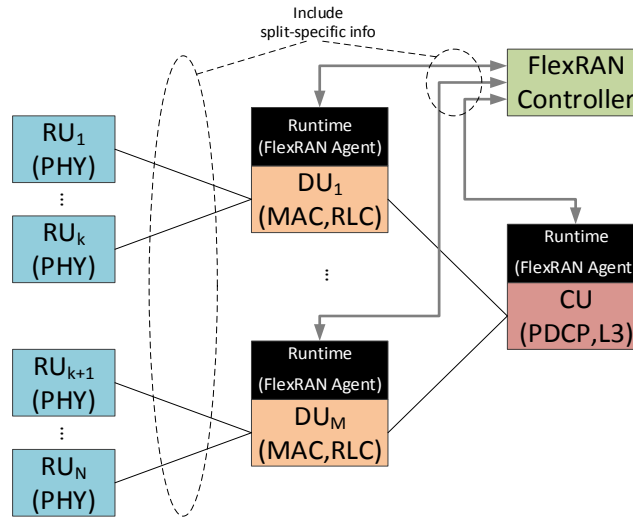 Include
split-specific info
FlexRAN
Controller
RU1
(PHY)
...
RUk
(PHY)
Runtime
(FlexRAN Agent)
DU1
(MAC,RLC)
...
Runtime
(FlexRAN Agent)
CU
(PDCP,L3)
RUk+1
(PHY)
...
RUN
(PHY)
Runtime
(FlexRAN Agent)
DUM
(MAC,RLC)